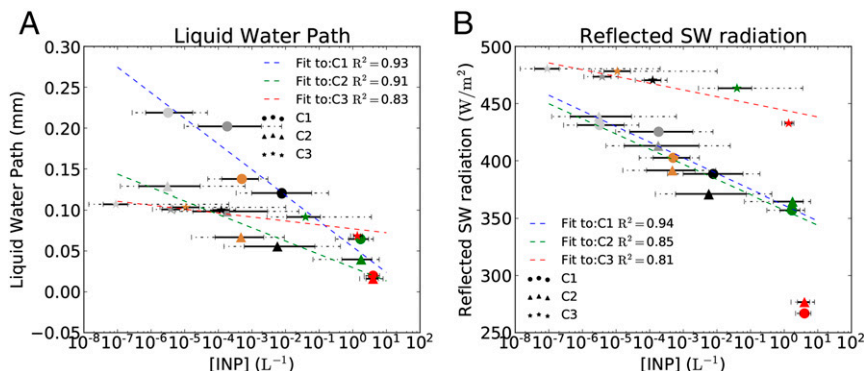 A
Liquid Water Path
0.30
0.25
0.20
0.15
0.10
0.05
0.00
−0.05
Liquid Water Path (mm)
Fit to:C1 R² = 0.93
Fit to:C2 R² = 0.91
Fit to:C3 R² = 0.83
C1
C2
C3
10⁻⁸ 10⁻⁷ 10⁻⁶ 10⁻⁵ 10⁻⁴ 10⁻³ 10⁻² 10⁻¹ 10⁰ 10¹ 10²
[INP] (L⁻¹)
B
Reflected SW radiation
500
450
400
350
300
250
Reflected SW radiation (W/m²)
Fit to:C1 R² = 0.94
Fit to:C2 R² = 0.85
Fit to:C3 R² = 0.81
C1
C2
C3
10⁻⁸ 10⁻⁷ 10⁻⁶ 10⁻⁵ 10⁻⁴ 10⁻³ 10⁻² 10⁻¹ 10⁰ 10¹ 10²
[INP] (L⁻¹)